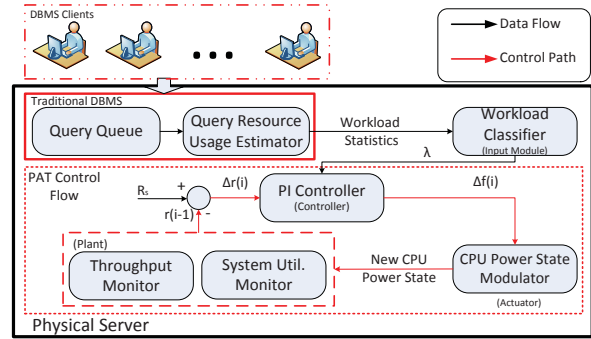 DBMS Clients
Data Flow
Control Path
Traditional DBMS
Query Queue
Query Resource
Usage Estimator
Workload
Statistics
Workload
Classifier
(Input Module)
λ
PAT Control
Flow
Rs
+
-
r(i-1)
Δr(i)
PI Controller
(Controller)
Δf(i)
(Plant)
Throughput
Monitor
System Util.
Monitor
New CPU
Power State
CPU Power State
Modulator
(Actuator)
Physical Server